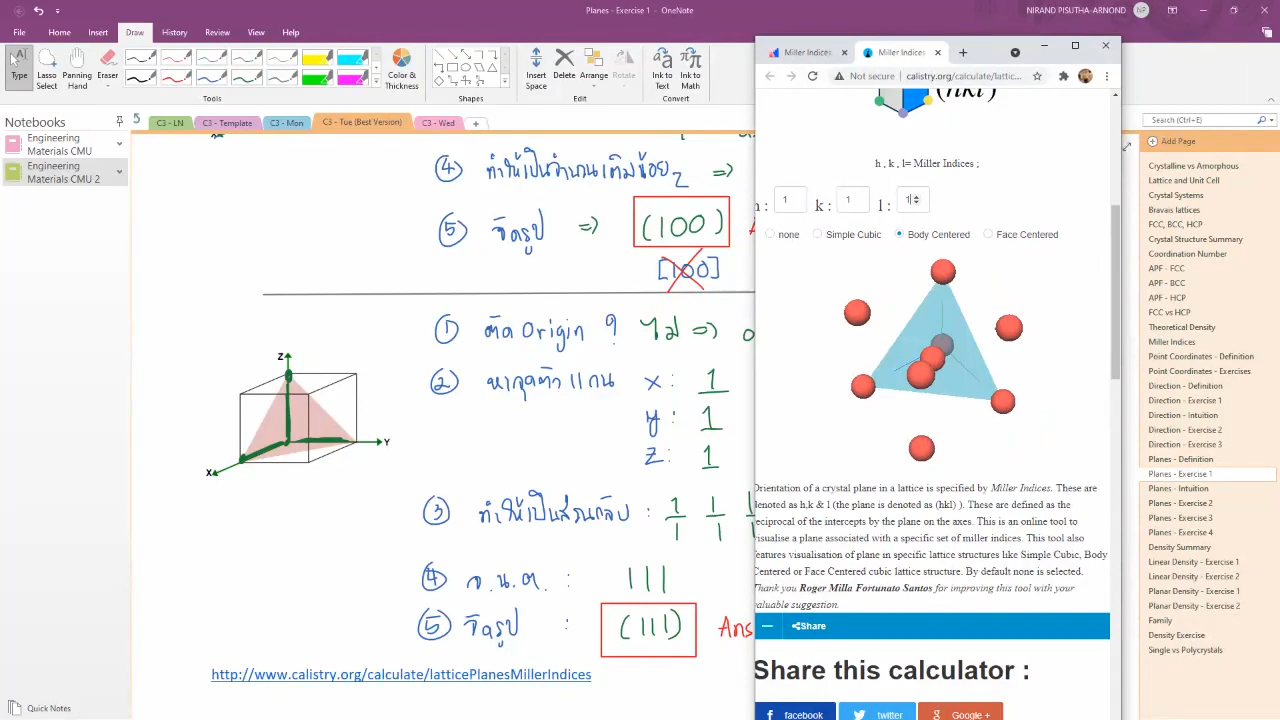 Planes - Exercise 1 - OneNote
NIRAND PISUTHA-ARNOND NP
File Home Insert Draw History Review View Help
Type
Lasso Select
Panning Hand
Eraser
Color & Thickness
Insert Space
Delete
Arrange
Rotate
Ink to Text
Ink to Math
Tools
Shapes
Edit
Convert
Notebooks
Engineering Materials CMU
Engineering Materials CMU 2
Quick Notes
C3 - LN
C3 - Template
C3 - Mon
C3 - Tue (Best Version)
C3 - Wed
④ ทำให้เป็นจำนวนเต็มน้อย ⇒
⑤ จัดรูป ⇒ (100)
[100]
① ตัด Origin ? ไม่ ⇒
② หาจุดตัดแกน x: 1
y: 1
z: 1
③ ทำให้เป็นส่วนกลับ : 1/1 1/1
④ จ.น.ต. : 111
⑤ จัดรูป : (111) Ans
Z
Y
X
http://www.calistry.org/calculate/latticePlanesMillerIndices
Miller Indices
Miller Indices
Not secure
calistry.org/calculate/lattic...
(hkl)
h , k , l= Miller Indices ;
h : 1 k : 1 l : 1
none Simple Cubic Body Centered Face Centered
Orientation of a crystal plane in a lattice is specified by Miller Indices. These are
denoted as h,k & l (the plane is denoted as (hkl) ). These are defined as the
reciprocal of the intercepts by the plane on the axes. This is an online tool to
visualise a plane associated with a specific set of miller indices. This tool also
features visualisation of plane in specific lattice structures like Simple Cubic, Body
Centered or Face Centered cubic lattice structure. By default none is selected.
Thank you Roger Milla Fortunato Santos for improving this tool with your
valuable suggestion.
Share
Share this calculator :
facebook
twitter
Google +
Search (Ctrl+E)
Add Page
Crystalline vs Amorphous
Lattice and Unit Cell
Crystal Systems
Bravais lattices
FCC, BCC, HCP
Crystal Structure Summary
Coordination Number
APF - FCC
APF - BCC
APF - HCP
FCC vs HCP
Theoretical Density
Miller Indices
Point Coordinates - Definition
Point Coordinates - Exercises
Direction - Definition
Direction - Exercise 1
Direction - Intuition
Direction - Exercise 2
Direction - Exercise 3
Planes - Definition
Planes - Exercise 1
Planes - Intuition
Planes - Exercise 2
Planes - Exercise 3
Planes - Exercise 4
Density Summary
Linear Density - Exercise 1
Linear Density - Exercise 2
Planar Density - Exercise 1
Planar Density - Exercise 2
Family
Density Exercise
Single vs Polycrystals